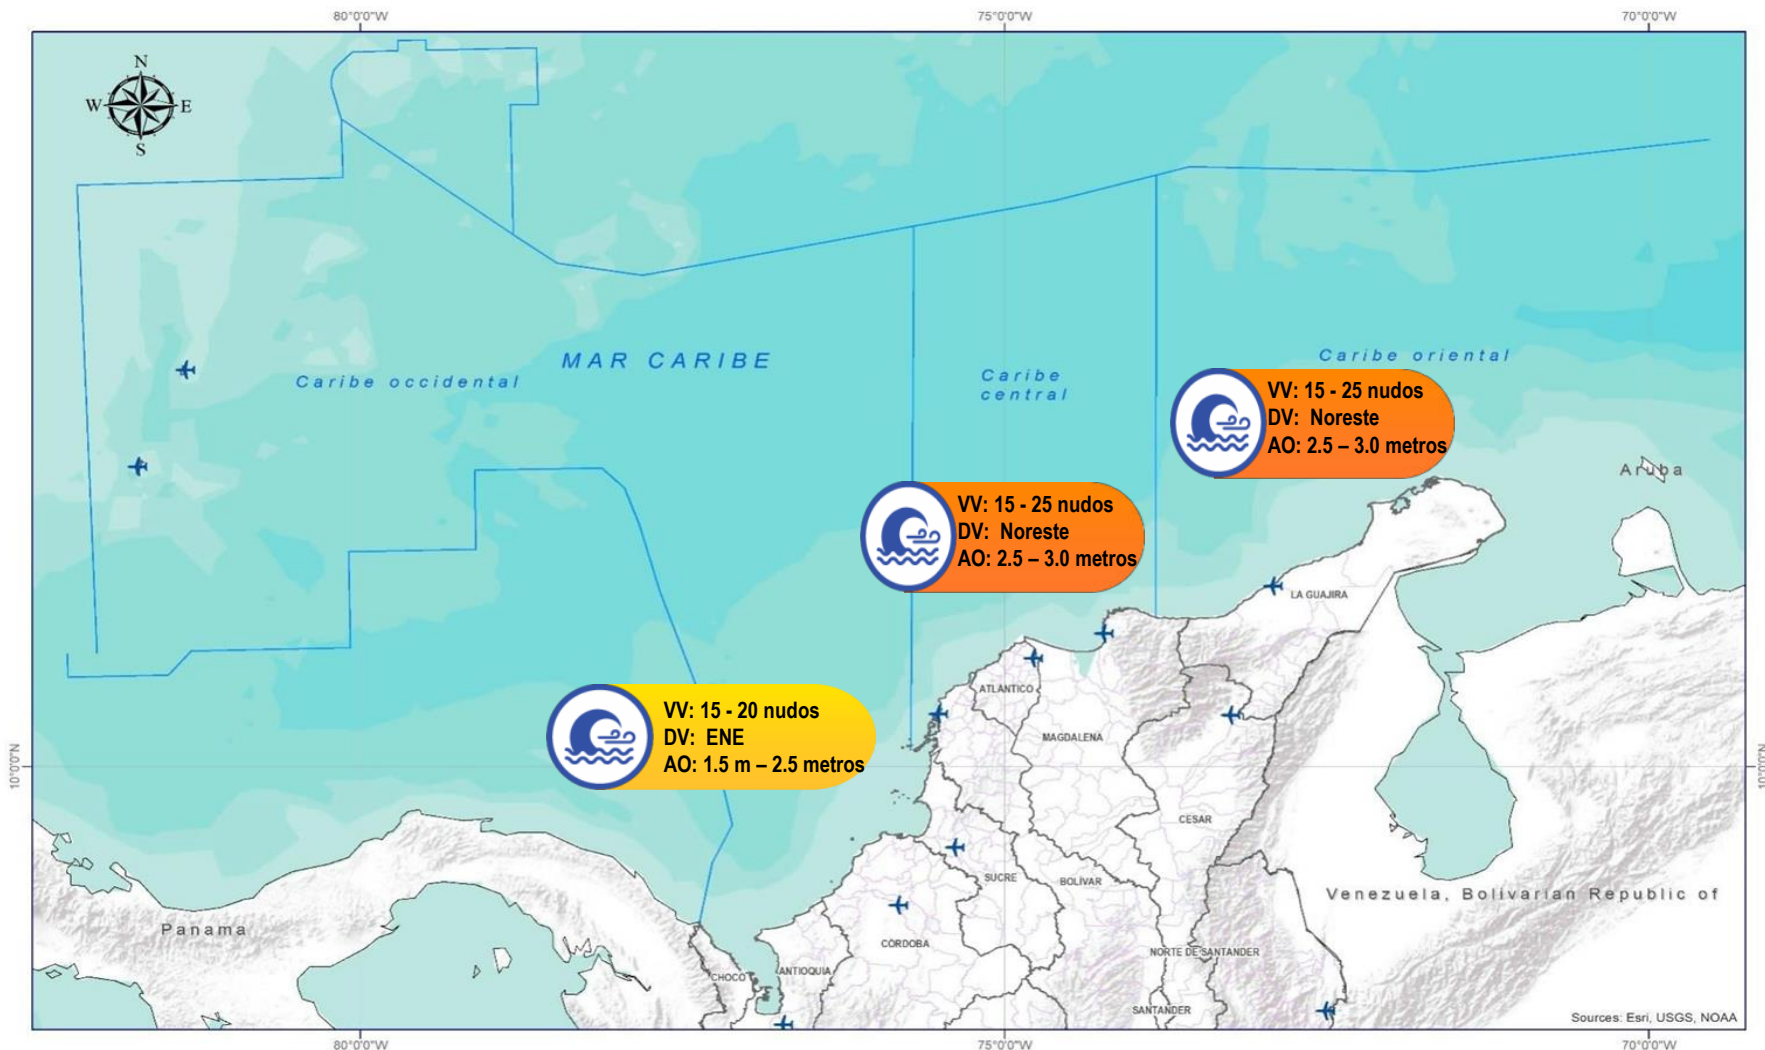 80°0'0"W
75°0'0"W
70°0'0"W
N
W
E
S
MAR CARIBE
Caribe occidental
Caribe
central
Caribe oriental
VV: 15 - 25 nudos
DV: Noreste
AO: 2.5 – 3.0 metros
Aruba
VV: 15 - 25 nudos
DV: Noreste
AO: 2.5 – 3.0 metros
LA GUAJIRA
ATLANTICO
VV: 15 - 20 nudos
DV: ENE
AO: 1.5 m – 2.5 metros
MAGDALENA
10°0'0"N
10°0'0"N
CESAR
SUCRE
BOLÍVAR
Venezuela, Bolivarian Republic of
Panama
CÓRDOBA
NORTE DE SANTANDER
CHOCO
ANTIOQUIA
SANTANDER
Sources: Esri, USGS, NOAA
80°0'0"W
75°0'0"W
70°0'0"W